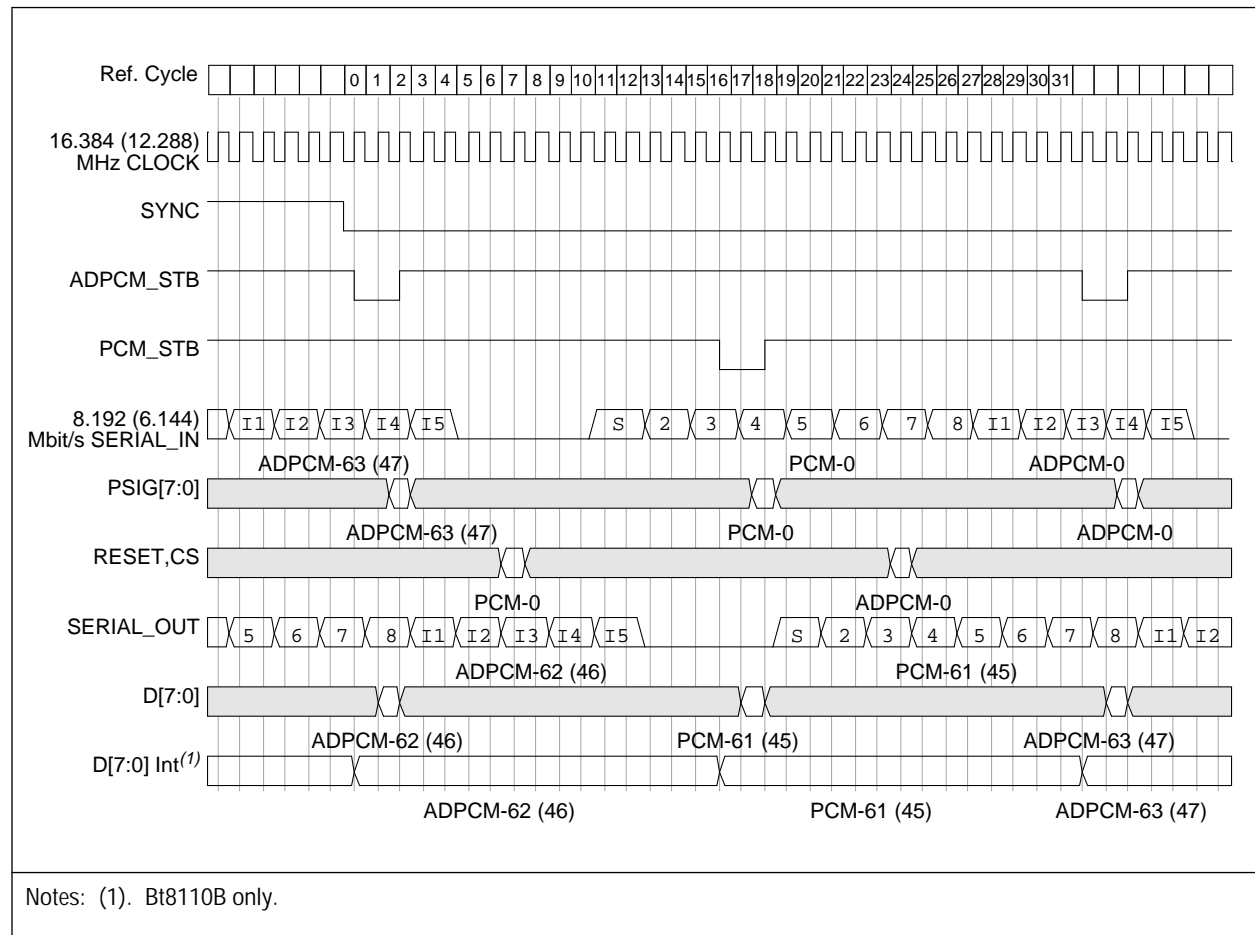 Ref. Cycle 0 1 2 3 4 5 6 7 8 9 10 11 12 13 14 15 16 17 18 19 20 21 22 23 24 25 26 27 28 29 30 31
16.384 (12.288)
MHz CLOCK
SYNC
ADPCM_STB
PCM_STB
8.192 (6.144)
Mbit/s SERIAL_IN I1 I2 I3 I4 I5 S 2 3 4 5 6 7 8 I1 I2 I3 I4 I5
ADPCM-63 (47) PCM-0 ADPCM-0
PSIG[7:0]
ADPCM-63 (47) PCM-0 ADPCM-0
RESET,CS
PCM-0 ADPCM-0
SERIAL_OUT 5 6 7 8 I1 I2 I3 I4 I5 S 2 3 4 5 6 7 8 I1 I2
ADPCM-62 (46) PCM-61 (45)
D[7:0]
ADPCM-62 (46) PCM-61 (45) ADPCM-63 (47)
D[7:0] Int(1)
ADPCM-62 (46) PCM-61 (45) ADPCM-63 (47)
Notes: (1). Bt8110B only.